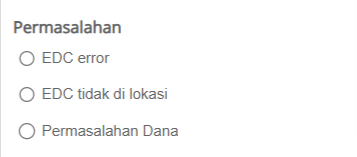 Permasalahan
EDC error
EDC tidak di lokasi
Permasalahan Dana